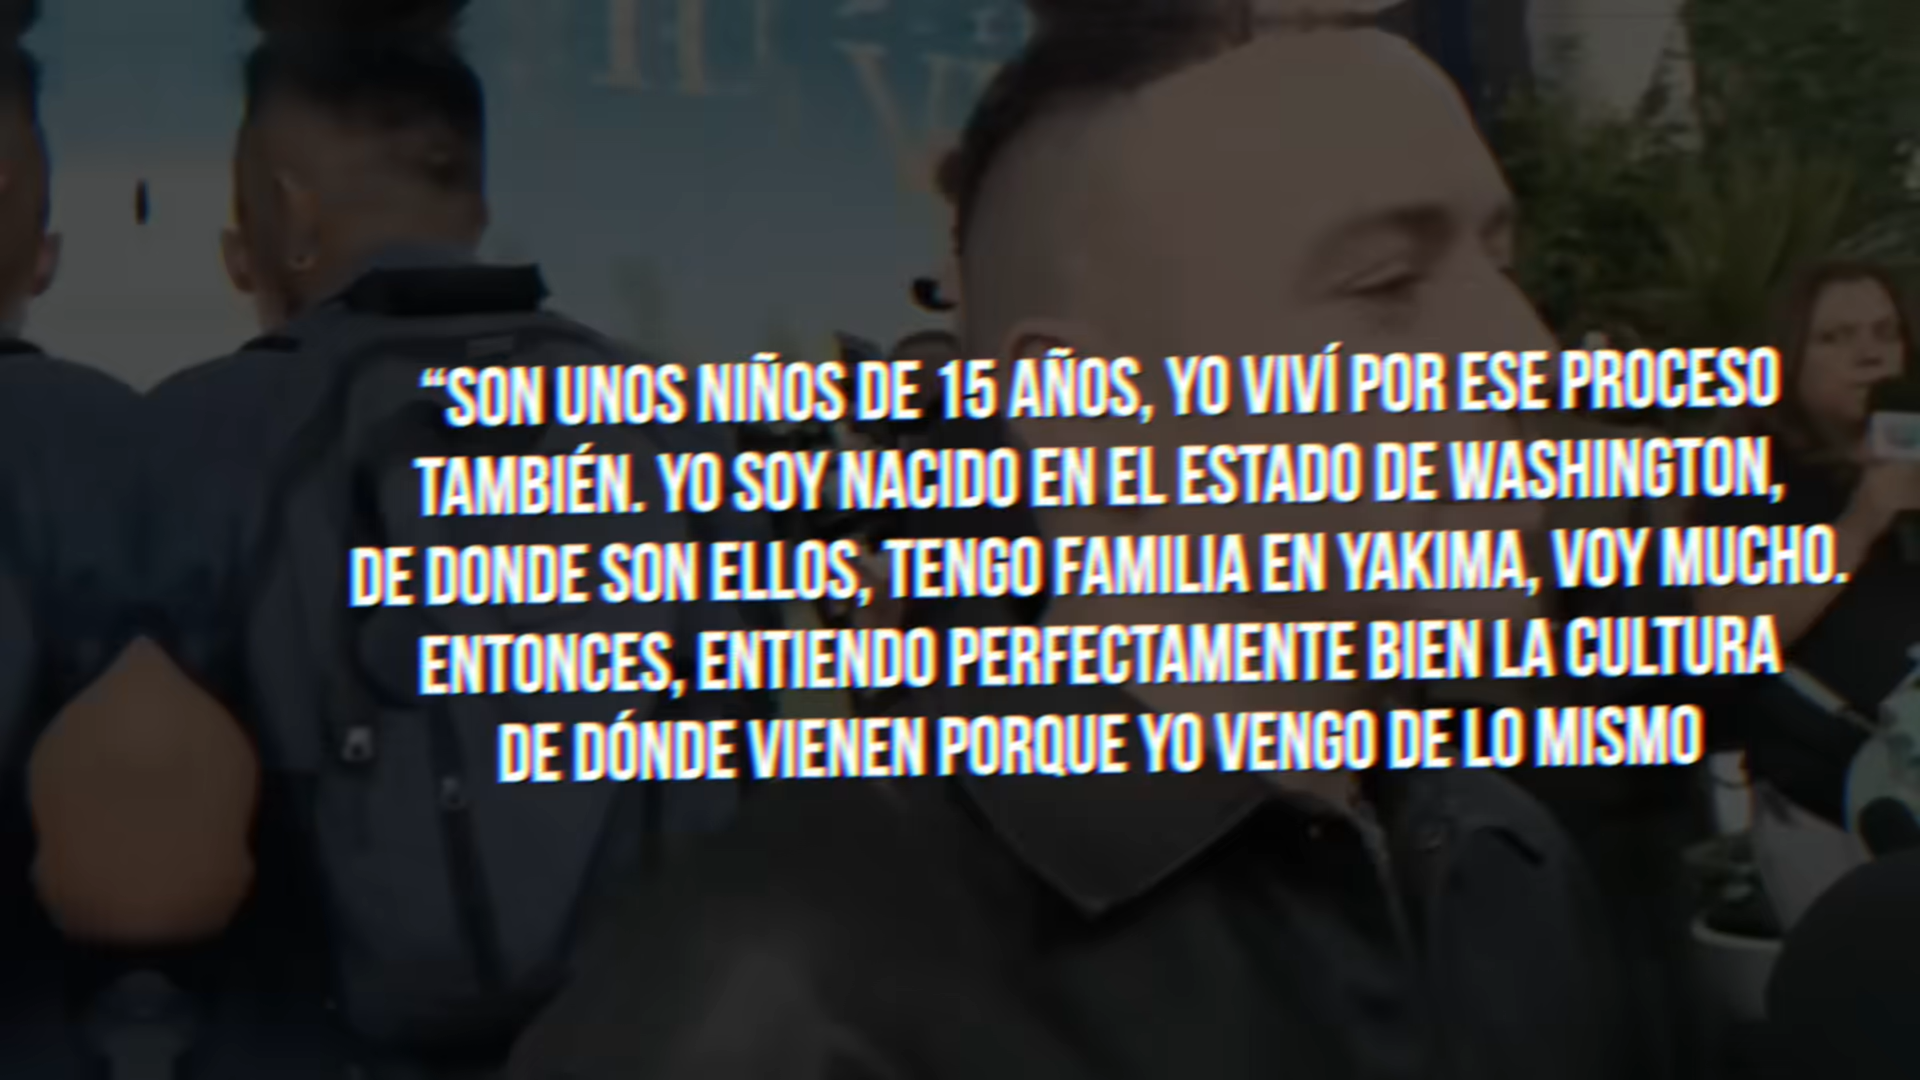 “SON UNOS NIÑOS DE 15 AÑOS, YO VIVÍ POR ESE PROCESO
TAMBIÉN. YO SOY NACIDO EN EL ESTADO DE WASHINGTON,
DE DONDE SON ELLOS, TENGO FAMILIA EN YAKIMA, VOY MUCHO.
ENTONCES, ENTIENDO PERFECTAMENTE BIEN LA CULTURA
DE DÓNDE VIENEN PORQUE YO VENGO DE LO MISMO